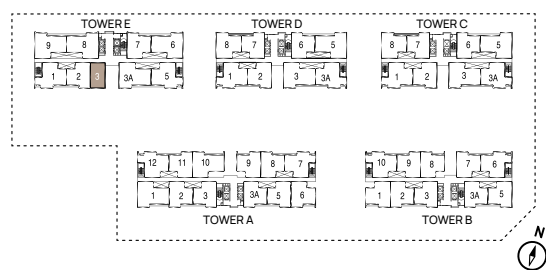 TOWER E TOWER D TOWER C
9 8 7 6 8 7 6 5 8 7 6 5
1 2 3 3A 5 1 2 3 3A 1 2 3 3A
12 11 10 9 8 7 10 9 8 7 6
1 2 3 3A 5 6 1 2 3 3A 5
TOWER A TOWER B
N